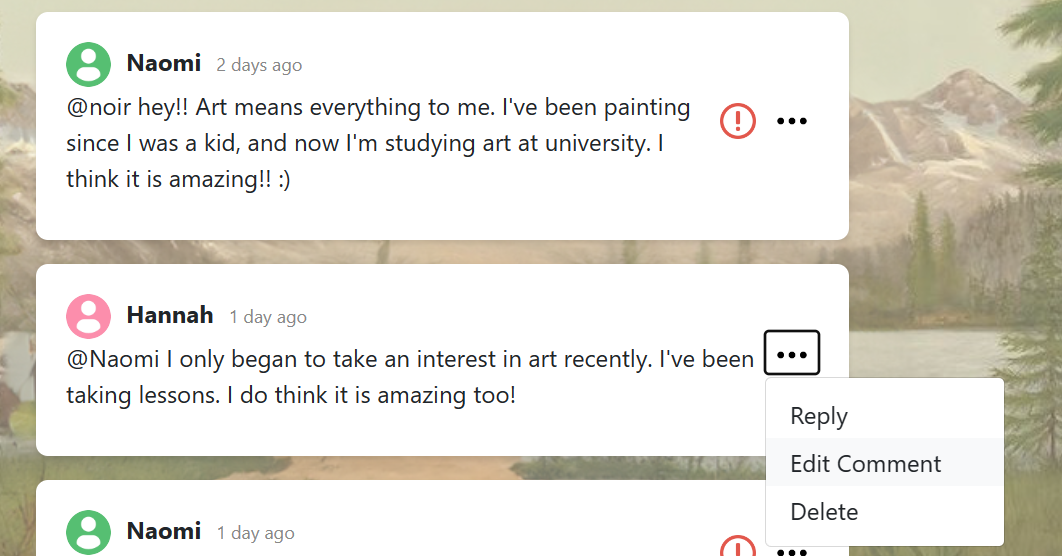 Naomi 2 days ago
@noir hey!! Art means everything to me. I've been painting
since I was a kid, and now I'm studying art at university. I
think it is amazing!! :)
Hannah 1 day ago
@Naomi I only began to take an interest in art recently. I've been
taking lessons. I do think it is amazing too!
Reply
Edit Comment
Delete
Naomi 1 day ago